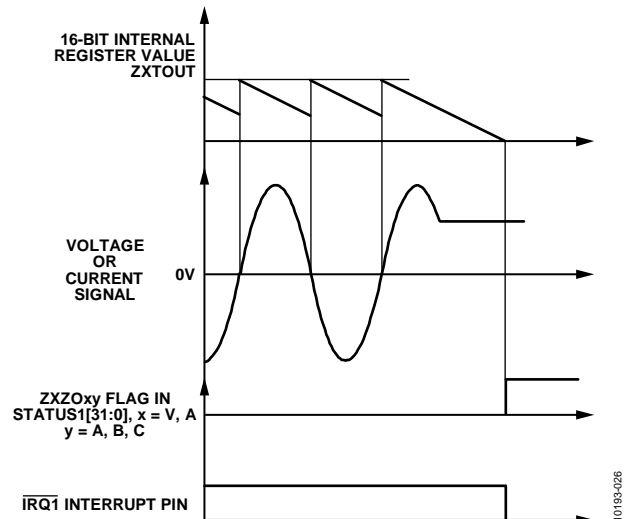 16-BIT INTERNAL
REGISTER VALUE
ZXTOUT
VOLTAGE
OR
CURRENT
SIGNAL
0V
ZXZOxy FLAG IN
STATUS1[31:0], x = V, A
y = A, B, C
IRQ1 INTERRUPT PIN
10193-026